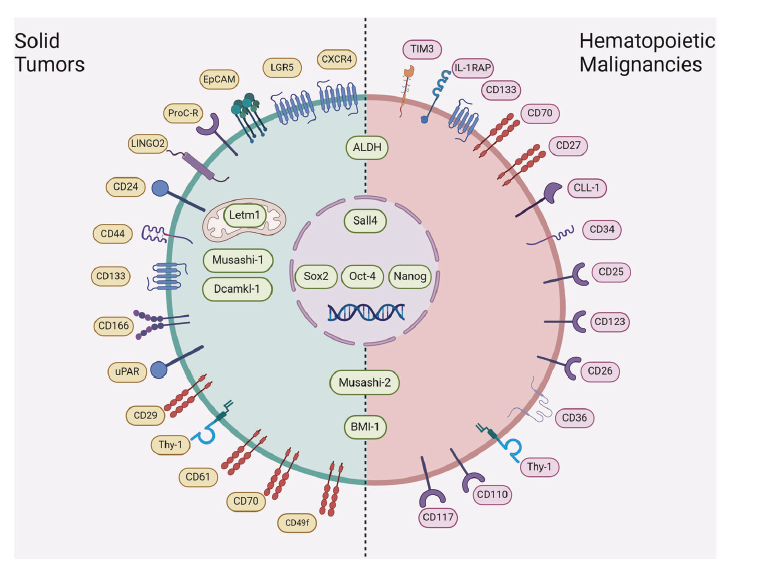 Solid
Tumors
Hematopoietic
Malignancies
CXCR4
LGR5
EpCAM
ProC-R
LINGO2
CD24
CD44
CD133
CD166
uPAR
CD29
Thy-1
CD61
CD70
CD49f
TIM3
IL-1RAP
CD133
CD70
CD27
CLL-1
CD34
CD25
CD123
CD26
CD36
Thy-1
CD110
CD117
ALDH
Letm1
Musashi-1
Dcamkl-1
Sall4
Sox2
Oct-4
Nanog
Musashi-2
BMI-1